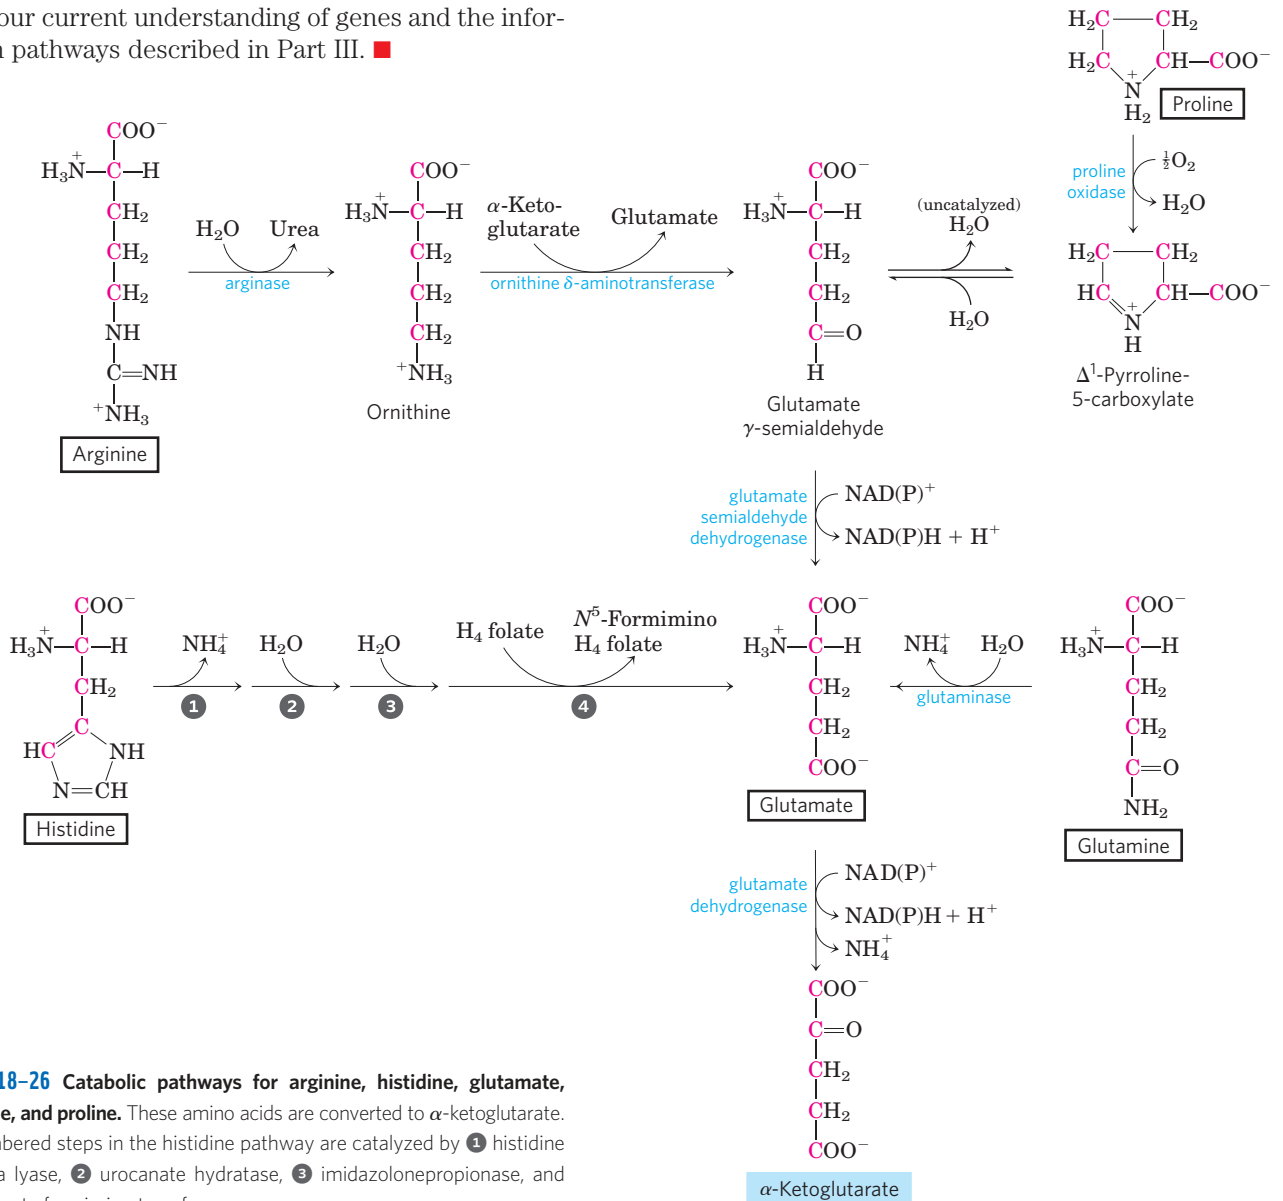 our current understanding of genes and the infor-
n pathways described in Part III. ■
H₂C—CH₂
H₂C CH—COO⁻
N⁺
H₂
Proline
proline
oxidase
½O₂
H₂O
H₂C CH₂
HC CH—COO⁻
N⁺
H
Δ¹-Pyrroline-
5-carboxylate
COO⁻
H₃N⁺—C—H
CH₂
CH₂
CH₂
NH
C=NH
⁺NH₃
Arginine
H₂O Urea
arginase
COO⁻
H₃N⁺—C—H
CH₂
CH₂
CH₂
⁺NH₃
Ornithine
α-Keto-
glutarate
Glutamate
ornithine δ-aminotransferase
COO⁻
H₃N⁺—C—H
CH₂
CH₂
C=O
H
Glutamate
γ-semialdehyde
(uncatalyzed)
H₂O
H₂O
glutamate
semialdehyde
dehydrogenase
NAD(P)⁺
NAD(P)H + H⁺
COO⁻
H₃N⁺—C—H
CH₂
C
HC NH
N=CH
Histidine
NH₄⁺
1
H₂O
2
H₂O
3
H₄ folate
N⁵-Formimino
H₄ folate
4
COO⁻
H₃N⁺—C—H
CH₂
CH₂
COO⁻
Glutamate
NH₄⁺ H₂O
glutaminase
COO⁻
H₃N⁺—C—H
CH₂
CH₂
C=O
NH₂
Glutamine
glutamate
dehydrogenase
NAD(P)⁺
NAD(P)H + H⁺
NH₄⁺
COO⁻
C=O
CH₂
CH₂
COO⁻
α-Ketoglutarate
18–26 Catabolic pathways for arginine, histidine, glutamate,
e, and proline. These amino acids are converted to α-ketoglutarate.
bered steps in the histidine pathway are catalyzed by ❶ histidine
a lyase, ❷ urocanate hydratase, ❸ imidazolonepropionase, and